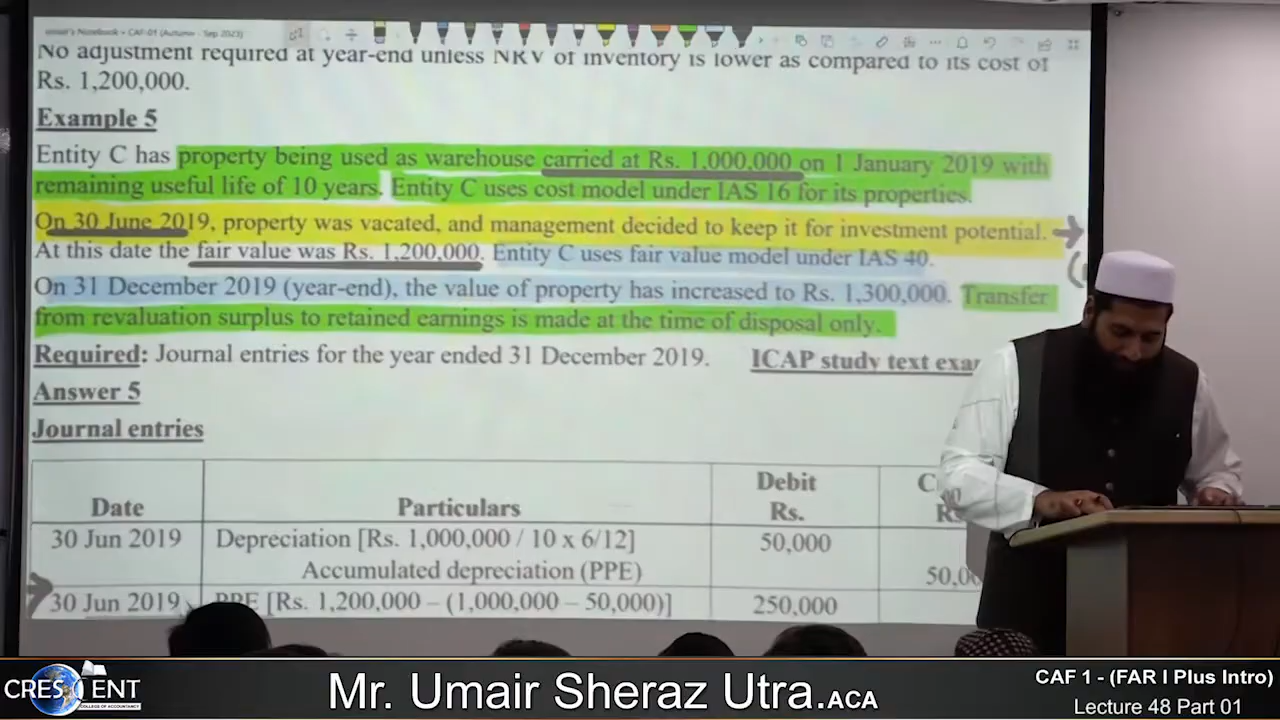 umair's Notebook » CAF-01 (Autumn - Sep 2023)
No adjustment required at year-end unless NRV of inventory is lower as compared to its cost of
Rs. 1,200,000.
Example 5
Entity C has property being used as warehouse carried at Rs. 1,000,000 on 1 January 2019 with
remaining useful life of 10 years. Entity C uses cost model under IAS 16 for its properties.
On 30 June 2019, property was vacated, and management decided to keep it for investment potential.
At this date the fair value was Rs. 1,200,000. Entity C uses fair value model under IAS 40.
On 31 December 2019 (year-end), the value of property has increased to Rs. 1,300,000. Transfer
from revaluation surplus to retained earnings is made at the time of disposal only.
Required: Journal entries for the year ended 31 December 2019. ICAP study text
Answer 5
Journal entries
Date Particulars Debit Rs.
30 Jun 2019 Depreciation [Rs. 1,000,000 / 10 x 6/12] 50,000
Accumulated depreciation (PPE)
30 Jun 2019 PPE [Rs. 1,200,000 – (1,000,000 – 50,000)] 250,000
CRESCENT
COLLEGE OF ACCOUNTANCY
Mr. Umair Sheraz Utra.ACA
CAF 1 - (FAR I Plus Intro)
Lecture 48 Part 01